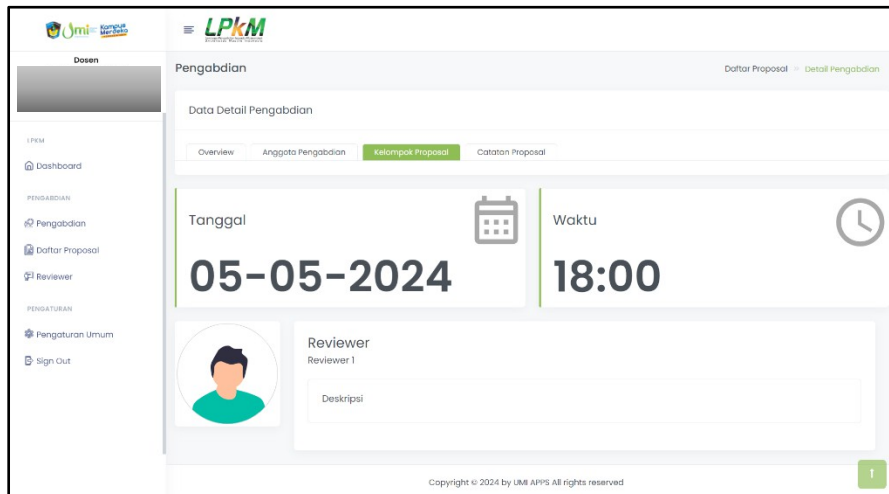 Umi Kampus Merdeka
LPkM
Dosen
Pengabdian
Daftar Proposal
Detail Pengabdian
Data Detail Pengabdian
LPKM
Overview
Anggota Pengabdian
Kelompok Proposal
Catatan Proposal
Dashboard
PENGABDIAN
Pengabdian
Daftar Proposal
Reviewer
PENGATURAN
Pengaturan Umum
Sign Out
Tanggal
05-05-2024
Waktu
18:00
Reviewer
Reviewer 1
Deskripsi
Copyright © 2024 by UMI APPS All rights reserved